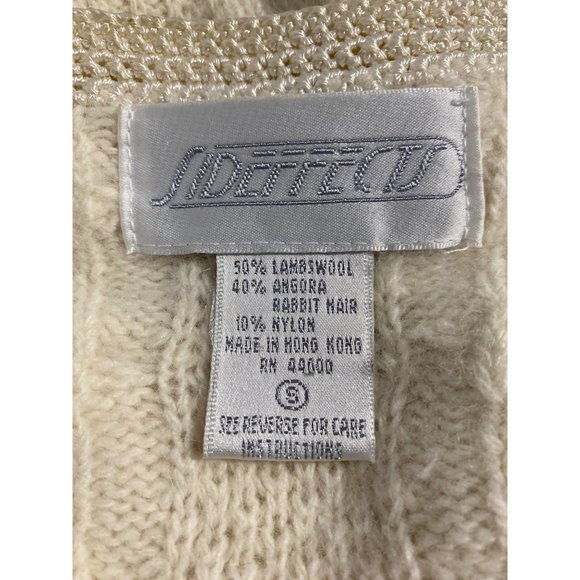 SIDEFFECTS
50% LAMBSWOOL
40% ANGORA
RABBIT HAIR
10% NYLON
MADE IN HONG KONG
RN 44000
S
SEE REVERSE FOR CARE
INSTRUCTIONS